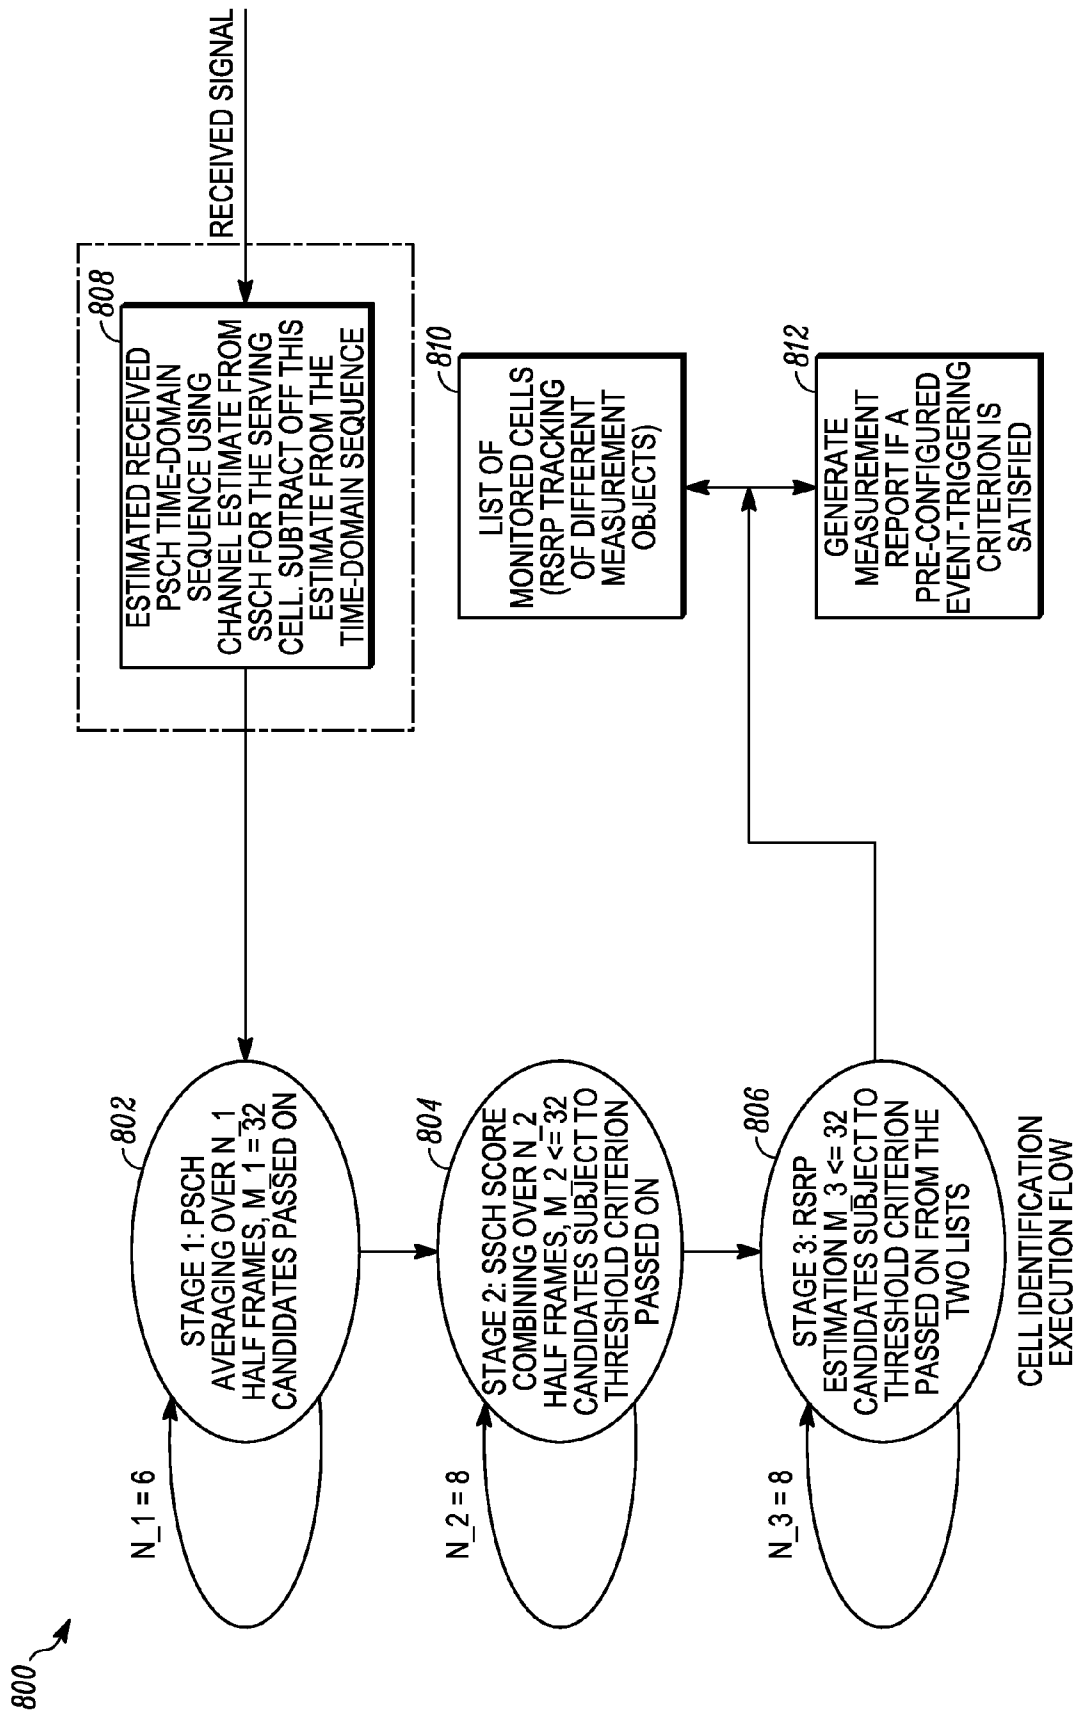 800
RECEIVED SIGNAL
808
ESTIMATED RECEIVED
PSCH TIME-DOMAIN
SEQUENCE USING
CHANNEL ESTIMATE FROM
SSCH FOR THE SERVING
CELL. SUBTRACT OFF THIS
ESTIMATE FROM THE
TIME-DOMAIN SEQUENCE
802
STAGE 1: PSCH
AVERAGING OVER N_1
HALF FRAMES, M_1 = 32
CANDIDATES PASSED ON
N_1 = 6
804
STAGE 2: SSCH SCORE
COMBINING OVER N_2
HALF FRAMES, M_2 <= 32
CANDIDATES SUBJECT TO
THRESHOLD CRITERION
PASSED ON
N_2 = 8
806
STAGE 3: RSRP
ESTIMATION M_3 <= 32
CANDIDATES SUBJECT TO
THRESHOLD CRITERION
PASSED ON FROM THE
TWO LISTS
N_3 = 8
810
LIST OF
MONITORED CELLS
(RSRP TRACKING
OF DIFFERENT
MEASUREMENT
OBJECTS)
812
GENERATE
MEASUREMENT
REPORT IF A
PRE-CONFIGURED
EVENT-TRIGGERING
CRITERION IS
SATISFIED
CELL IDENTIFICATION
EXECUTION FLOW